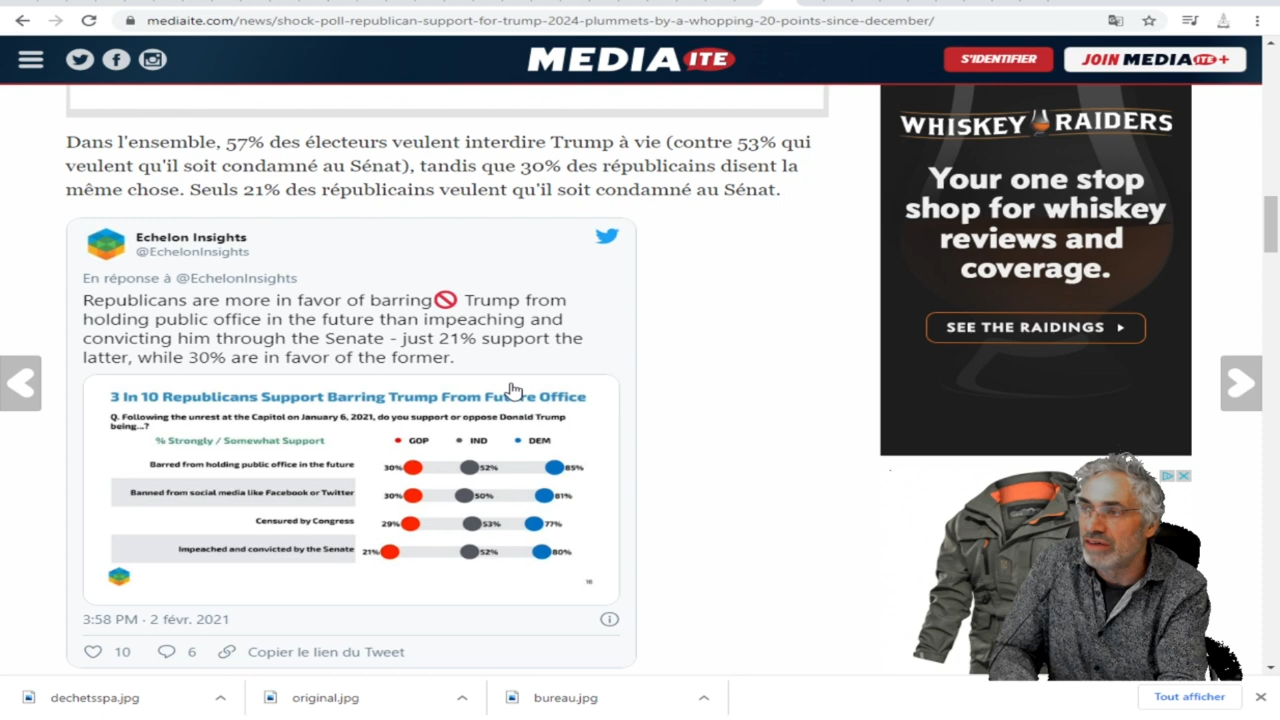 mediaite.com/news/shock-poll-republican-support-for-trump-2024-plummets-by-a-whopping-20-points-since-december/
MEDIAITE
S'IDENTIFIER
JOIN MEDIAITE+
Dans l'ensemble, 57% des électeurs veulent interdire Trump à vie (contre 53% qui
veulent qu'il soit condamné au Sénat), tandis que 30% des républicains disent la
même chose. Seuls 21% des républicains veulent qu'il soit condamné au Sénat.
Echelon Insights
@EchelonInsights
En réponse à @EchelonInsights
Republicans are more in favor of barring🚫 Trump from
holding public office in the future than impeaching and
convicting him through the Senate - just 21% support the
latter, while 30% are in favor of the former.
3 In 10 Republicans Support Barring Trump From Future Office
Q. Following the unrest at the Capitol on January 6, 2021, do you support or oppose Donald Trump
being...?
% Strongly / Somewhat Support GOP IND DEM
Barred from holding public office in the future 30% 52% 85%
Banned from social media like Facebook or Twitter 30% 50% 81%
Censured by Congress 29% 53% 77%
Impeached and convicted by the Senate 21% 52% 80%
3:58 PM · 2 févr. 2021
10 6 Copier le lien du Tweet
WHISKEY RAIDERS
Your one stop
shop for whiskey
reviews and
coverage.
SEE THE RAIDINGS
dechetsspa.jpg
original.jpg
bureau.jpg
Tout afficher